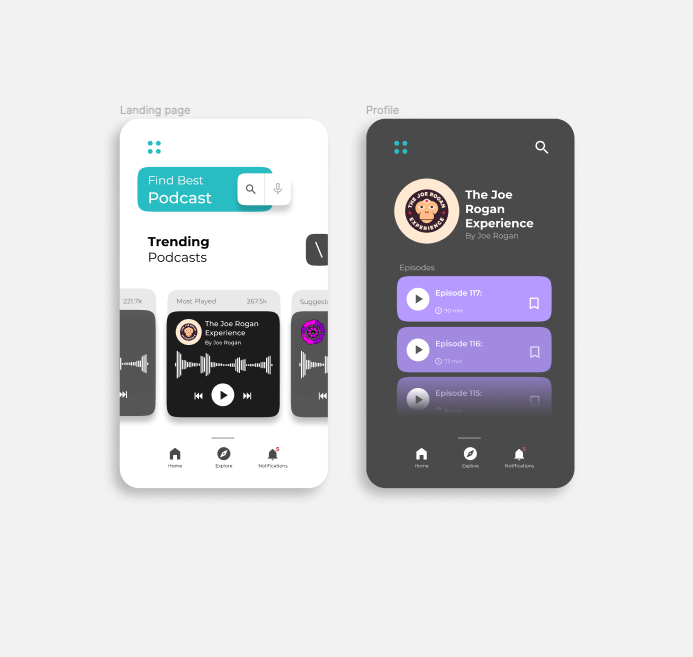 Landing page
Find Best
Podcast
Trending
Podcasts
221.7k
Most Played 267.5k
Suggest
The Joe Rogan
Experience
By Joe Rogan
Home
Explore
Notifications
5
Profile
THE JOE ROGAN
EXPERIENCE
The Joe
Rogan
Experience
By Joe Rogan
Episodes
Episode 117:
90 min
Episode 116:
73 min
Episode 115:
Home
Explore
Notifications